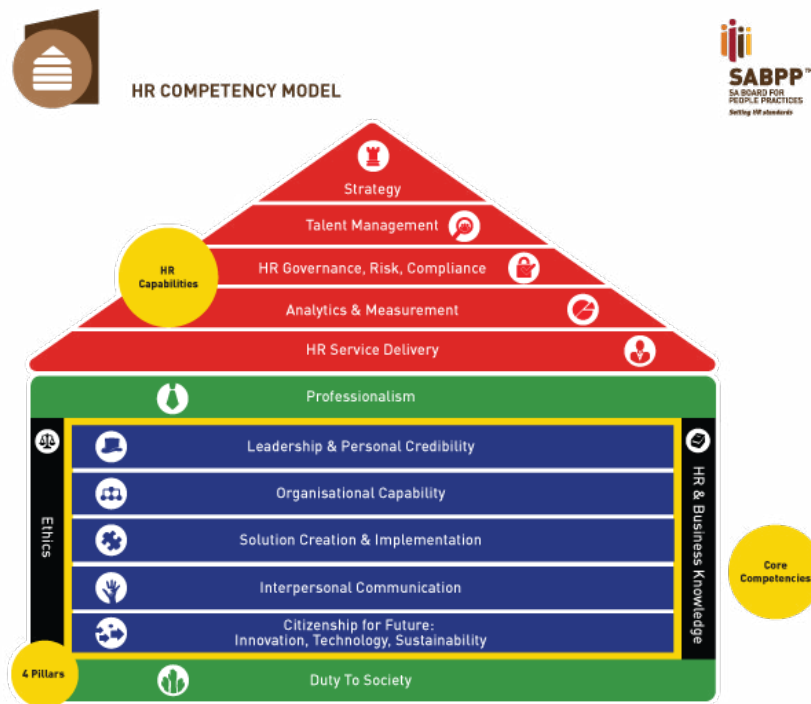 HR COMPETENCY MODEL
SABPP™
SA BOARD FOR
PEOPLE PRACTICES
Setting HR standards
Strategy
Talent Management
HR
Capabilities
HR Governance, Risk, Compliance
Analytics & Measurement
HR Service Delivery
Professionalism
Ethics
Leadership & Personal Credibility
Organisational Capability
Solution Creation & Implementation
Interpersonal Communication
Citizenship for Future:
Innovation, Technology, Sustainability
HR & Business Knowledge
Core
Competencies
4 Pillars
Duty To Society